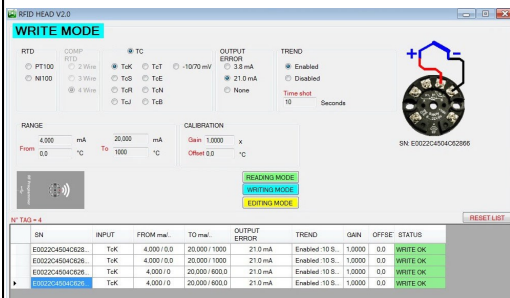 RFID HEAD V2.0
WRITE MODE
RTD
COMP RTD
TC
OUTPUT ERROR
TREND
PT100
2 Wire
TcK
TcT
-10/70 mV
3.8 mA
Enabled
NI100
3 Wire
TcS
TcE
21.0 mA
Disabled
4 Wire
TcR
TcN
None
Time shot
TcJ
TcB
10 Seconds
RANGE
CALIBRATION
4,000 mA 20,000 mA
Gain 1,0000 x
From 0,0 °C To 1000 °C
Offset 0,0 °C
SN: E0022C4504C62866
READING MODE
WRITING MODE
EDITING MODE
N° TAG = 4
RESET LIST
SN INPUT FROM ma/.. TO ma/.. OUTPUT ERROR TREND GAIN OFFSE STATUS
E0022C4504C628... TcK 4,000 / 0,0 20,000 / 1000 21.0 mA Enabled :10 S... 1,0000 0,0 WRITE OK
E0022C4504C626... TcK 4,000 / 0,0 20,000 / 1000 21.0 mA Enabled :10 S... 1,0000 0,0 WRITE OK
E0022C4504C626... TcK 4,000 / 0 20,000 / 600,0 21.0 mA Enabled :10 S... 1,0000 0,0 WRITE OK
E0022C4504C626... TcK 4,000 / 0 20,000 / 600,0 21.0 mA Enabled :10 S... 1,0000 0,0 WRITE OK